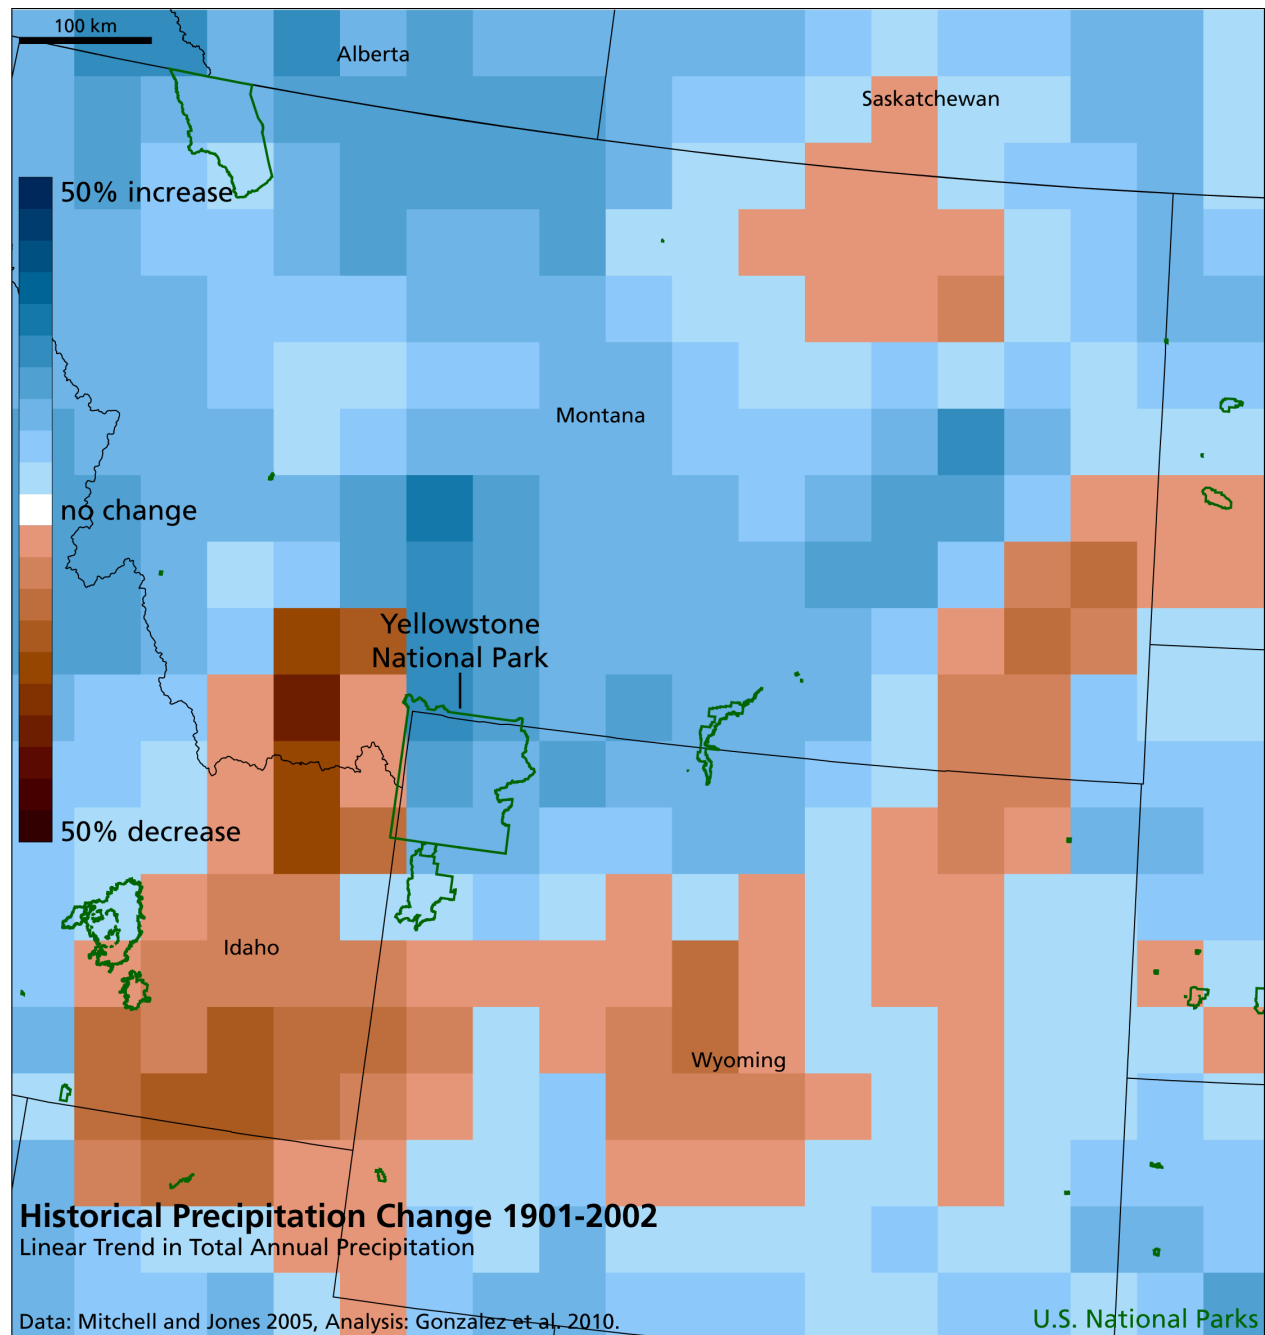 100 km
Alberta
Saskatchewan
50% increase
Montana
no change
Yellowstone
National Park
50% decrease
Idaho
Wyoming
Historical Precipitation Change 1901-2002
Linear Trend in Total Annual Precipitation
Data: Mitchell and Jones 2005, Analysis: Gonzalez et al. 2010.
U.S. National Parks